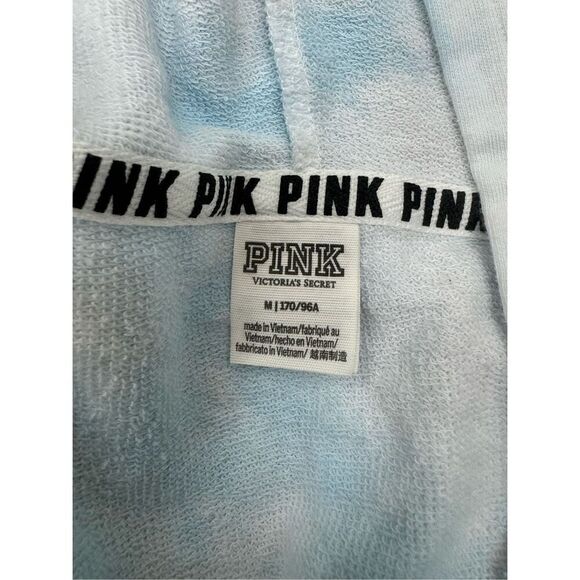 INK PINK PINK PINK
PINK
VICTORIA'S SECRET
M | 170/96A
made in Vietnam/fabriqué au
Vietnam/hecho en Vietnam/
fabbricato in Vietnam/ 越南制造